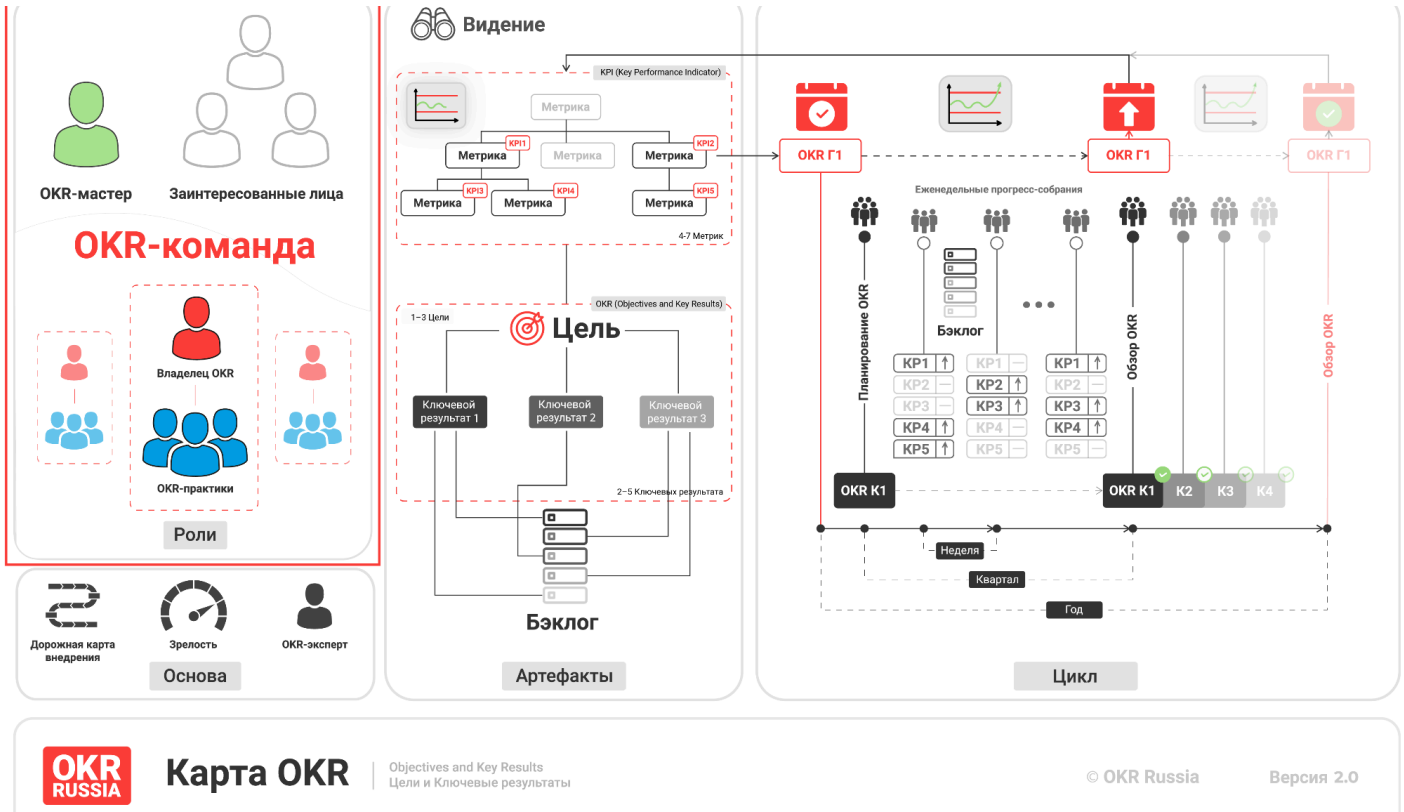 OKR-мастер
Заинтересованные лица
OKR-команда
Владелец OKR
OKR-практики
Роли
Дорожная карта
внедрения
Зрелость
OKR-эксперт
Основа
Видение
KPI (Key Performance Indicator)
Метрика
KPI1
Метрика
Метрика
KPI2
Метрика
KPI3
Метрика
KPI4
Метрика
KPI5
Метрика
4-7 Метрик
OKR (Objectives and Key Results)
1–3 Цели
Цель
Ключевой
результат 1
Ключевой
результат 2
Ключевой
результат 3
2–5 Ключевых результата
Бэклог
Артефакты
OKR Г1
OKR Г1
OKR Г1
Еженедельные прогресс-собрания
Планирование OKR
Бэклог
КР1
КР2
КР3
КР4
КР5
КР1
КР2
КР3
КР4
КР5
КР1
КР2
КР3
КР4
КР5
Обзор OKR
Обзор OKR
OKR К1
OKR К1
К2
К3
К4
Неделя
Квартал
Год
Цикл
OKR
RUSSIA
Карта OKR
Objectives and Key Results
Цели и Ключевые результаты
© OKR Russia
Версия 2.0